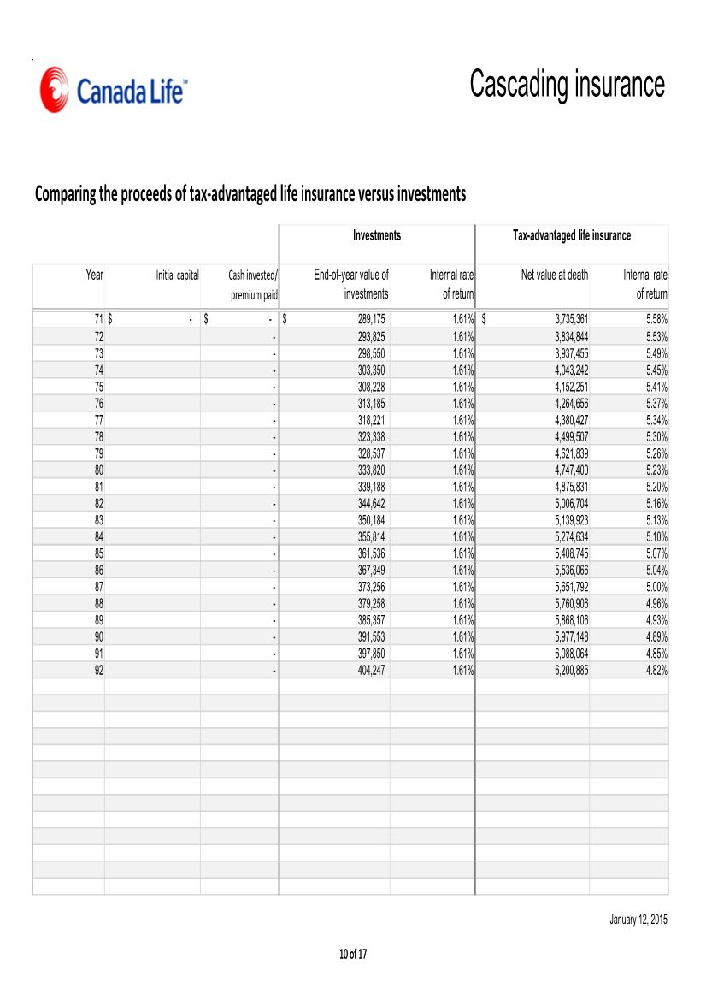 Canada Life™
Cascading insurance
Comparing the proceeds of tax-advantaged life insurance versus investments
Investments Tax-advantaged life insurance
Year Initial capital Cash invested/ End-of-year value of Internal rate Net value at death Internal rate
premium paid investments of return of return
71 $ - $ - $ 289,175 1.61% $ 3,735,361 5.58%
72 - 293,825 1.61% 3,834,844 5.53%
73 - 298,550 1.61% 3,937,455 5.49%
74 - 303,350 1.61% 4,043,242 5.45%
75 - 308,228 1.61% 4,152,251 5.41%
76 - 313,185 1.61% 4,264,656 5.37%
77 - 318,221 1.61% 4,380,427 5.34%
78 - 323,338 1.61% 4,499,507 5.30%
79 - 328,537 1.61% 4,621,839 5.26%
80 - 333,820 1.61% 4,747,400 5.23%
81 - 339,188 1.61% 4,875,831 5.20%
82 - 344,642 1.61% 5,006,704 5.16%
83 - 350,184 1.61% 5,139,923 5.13%
84 - 355,814 1.61% 5,274,634 5.10%
85 - 361,536 1.61% 5,408,745 5.07%
86 - 367,349 1.61% 5,536,066 5.04%
87 - 373,256 1.61% 5,651,792 5.00%
88 - 379,258 1.61% 5,760,906 4.96%
89 - 385,357 1.61% 5,868,106 4.93%
90 - 391,553 1.61% 5,977,148 4.89%
91 - 397,850 1.61% 6,088,064 4.85%
92 - 404,247 1.61% 6,200,885 4.82%
January 12, 2015
10 of 17